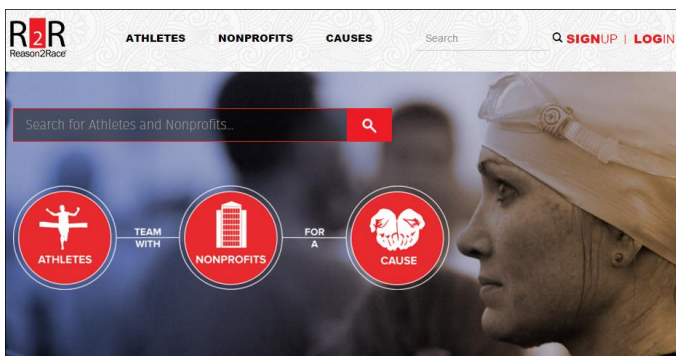 R2R
Reason2Race
ATHLETES NONPROFITS CAUSES Search SIGNUP | LOGIN
Search for Athletes and Nonprofits...
ATHLETES
TEAM WITH
NONPROFITS
FOR A
CAUSE